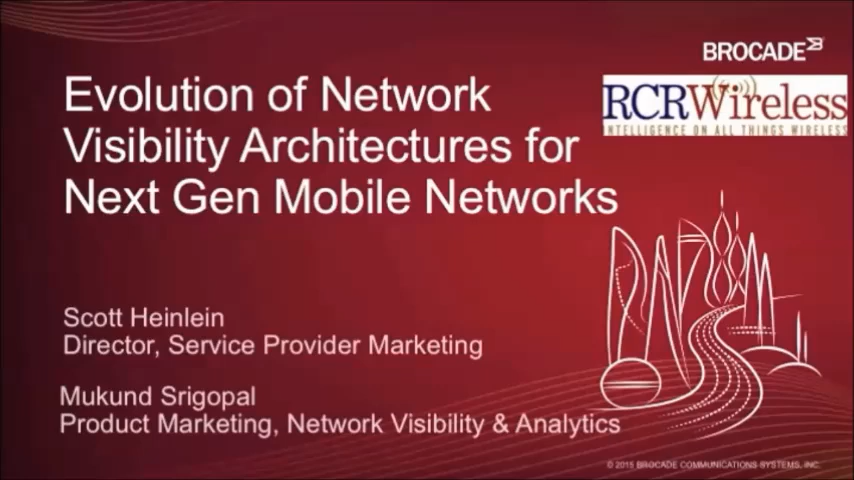 BROCADE
RCRWireless
INTELLIGENCE ON ALL THINGS WIRELESS
Evolution of Network
Visibility Architectures for
Next Gen Mobile Networks
Scott Heinlein
Director, Service Provider Marketing
Mukund Srigopal
Product Marketing, Network Visibility & Analytics
© 2015 BROCADE COMMUNICATIONS SYSTEMS, INC.